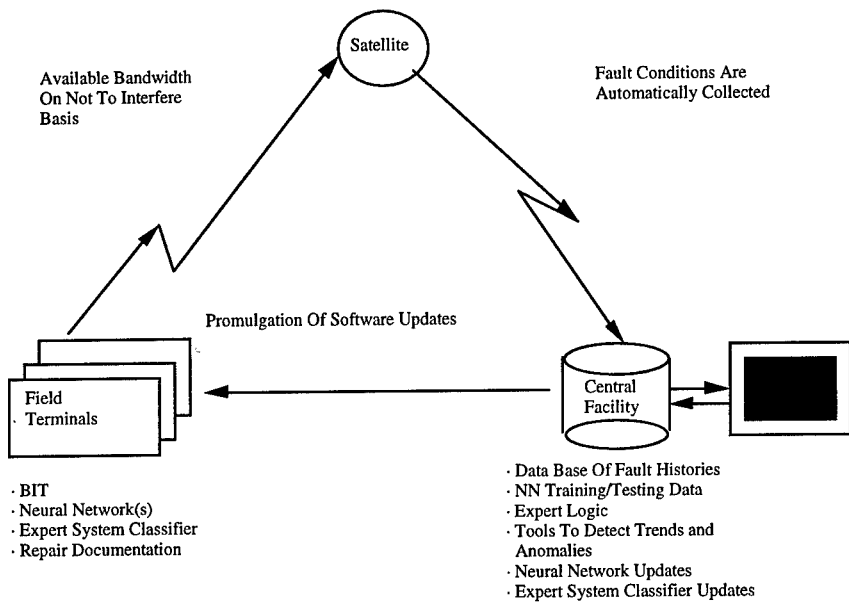 Satellite
Available Bandwidth
On Not To Interfere
Basis
Fault Conditions Are
Automatically Collected
Promulgation Of Software Updates
Field
Terminals
Central
Facility
· BIT
· Neural Network(s)
· Expert System Classifier
· Repair Documentation
· Data Base Of Fault Histories
· NN Training/Testing Data
· Expert Logic
· Tools To Detect Trends and
Anomalies
· Neural Network Updates
· Expert System Classifier Updates